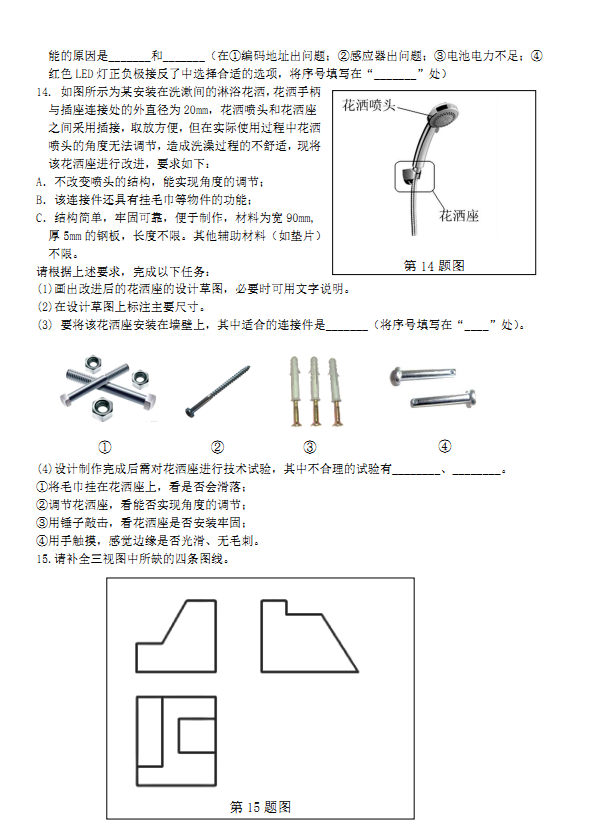 能的原因是_______和_______（在①编码地址出问题；②感应器出问题；③电池电力不足；④
红色LED灯正负极接反了中选择合适的选项，将序号填写在“_______”处）
14. 如图所示为某安装在洗漱间的淋浴花洒,花洒手柄
与插座连接处的外直径为20mm，花洒喷头和花洒座
之间采用插接，取放方便，但在实际使用过程中花洒
喷头的角度无法调节，造成洗澡过程的不舒适，现将
该花洒座进行改进，要求如下：
A．不改变喷头的结构，能实现角度的调节；
B．该连接件还具有挂毛巾等物件的功能；
C．结构简单，牢固可靠，便于制作，材料为宽90mm,
厚5mm的钢板，长度不限。其他辅助材料（如垫片）
不限。
花洒喷头
花洒座
第14题图
请根据上述要求，完成以下任务：
(1)画出改进后的花洒座的设计草图，必要时可用文字说明。
(2)在设计草图上标注主要尺寸。
(3) 要将该花洒座安装在墙壁上，其中适合的连接件是_______（将序号填写在“____”处）。
① ② ③ ④
(4)设计制作完成后需对花洒座进行技术试验，其中不合理的试验有________、________。
①将毛巾挂在花洒座上，看是否会滑落；
②调节花洒座，看能否实现角度的调节；
③用锤子敲击，看花洒座是否安装牢固；
④用手触摸，感觉边缘是否光滑、无毛刺。
15.请补全三视图中所缺的四条图线。
第15题图